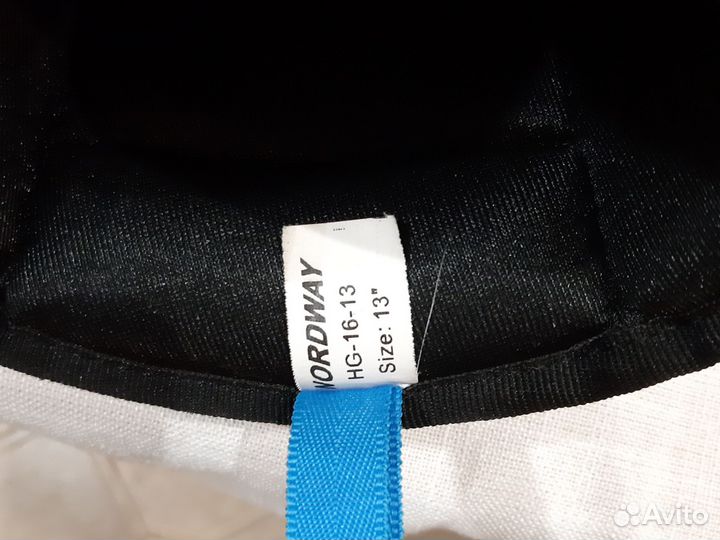 NORDWAY
HG-16-13
Size: 13"
Avito